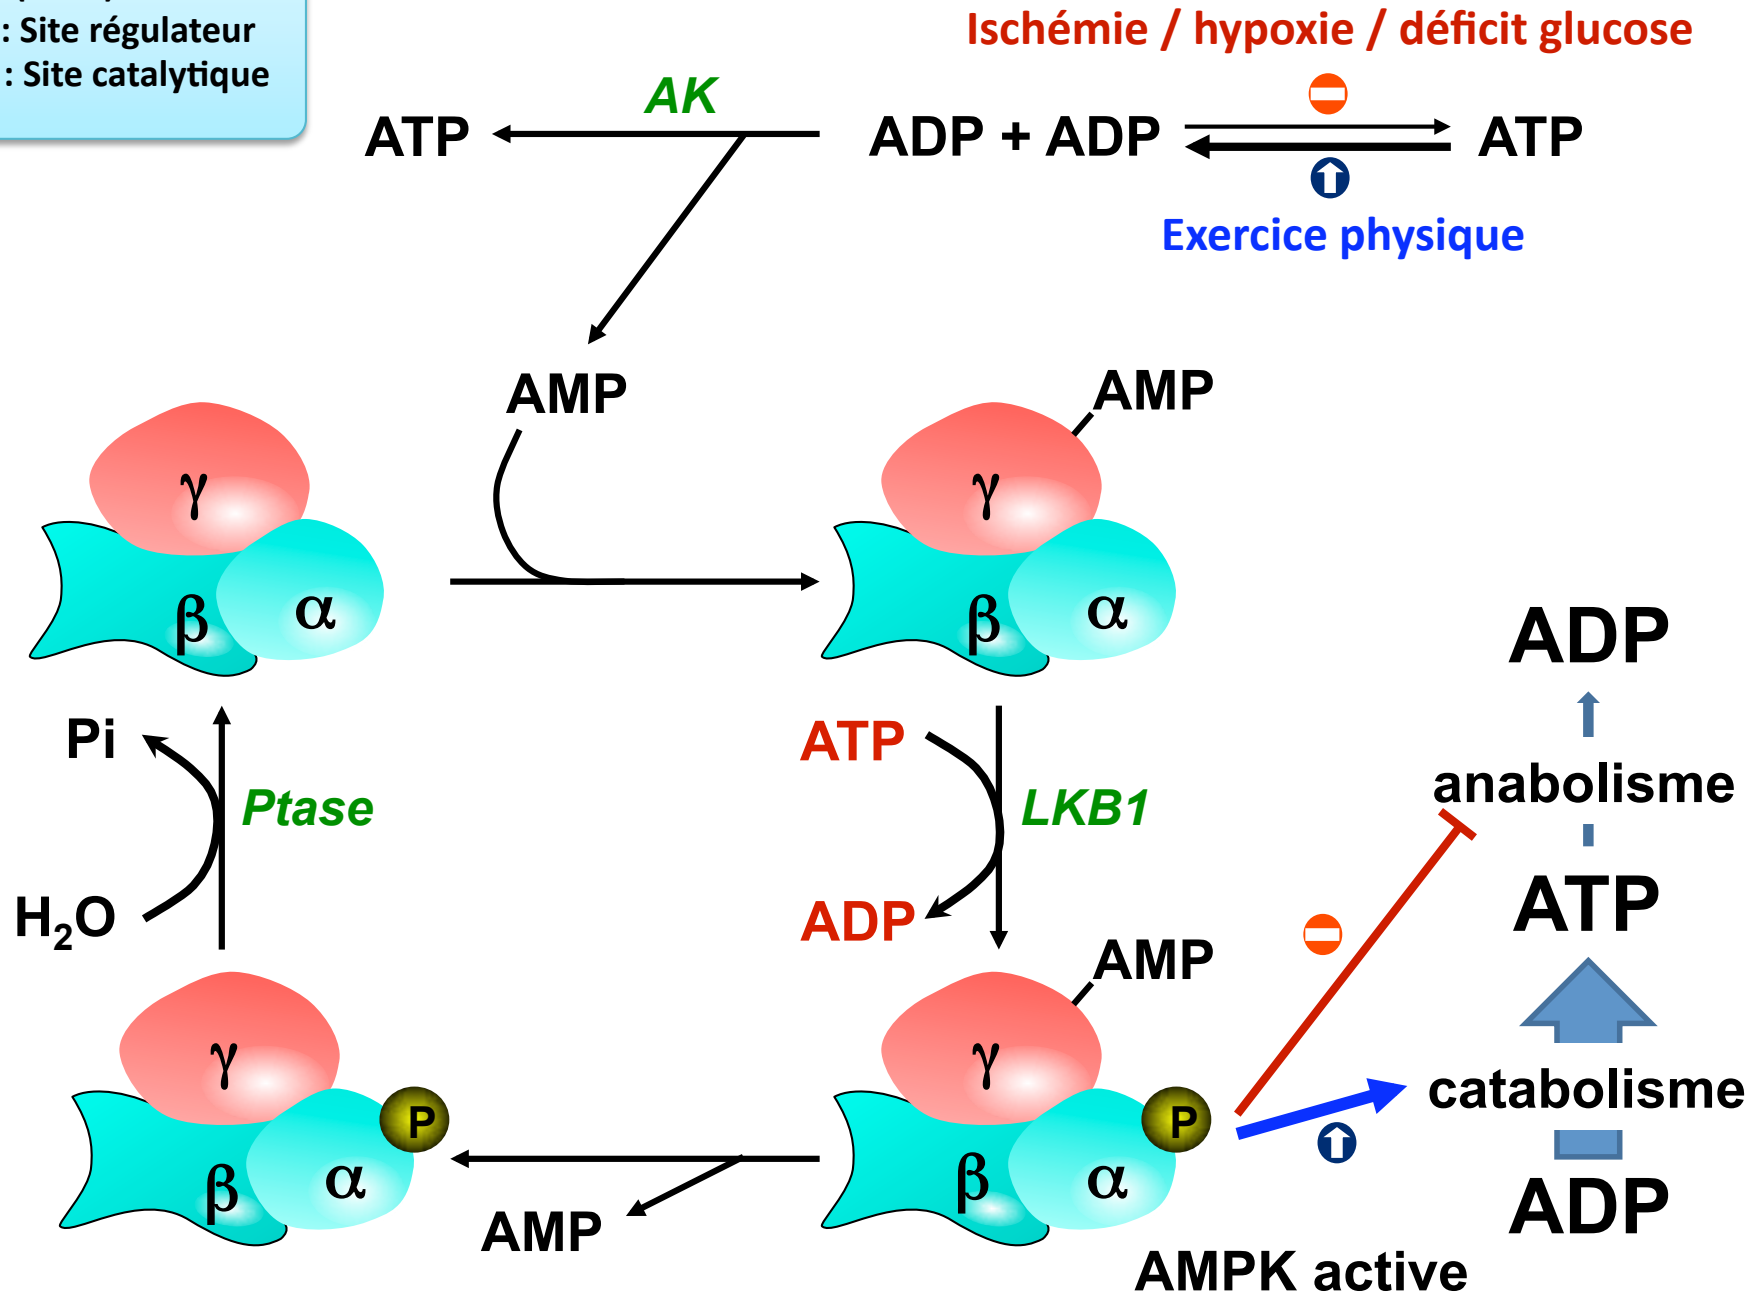 : Site régulateur
: Site catalytique
Ischémie / hypoxie / déficit glucose
AK
ATP
ADP + ADP
ATP
Exercice physique
AMP
AMP
γ
β
α
γ
β
α
ADP
Pi
ATP
anabolisme
Ptase
LKB1
ATP
H₂O
ADP
AMP
γ
P
β
α
γ
P
β
α
catabolisme
AMP
ADP
AMPK active